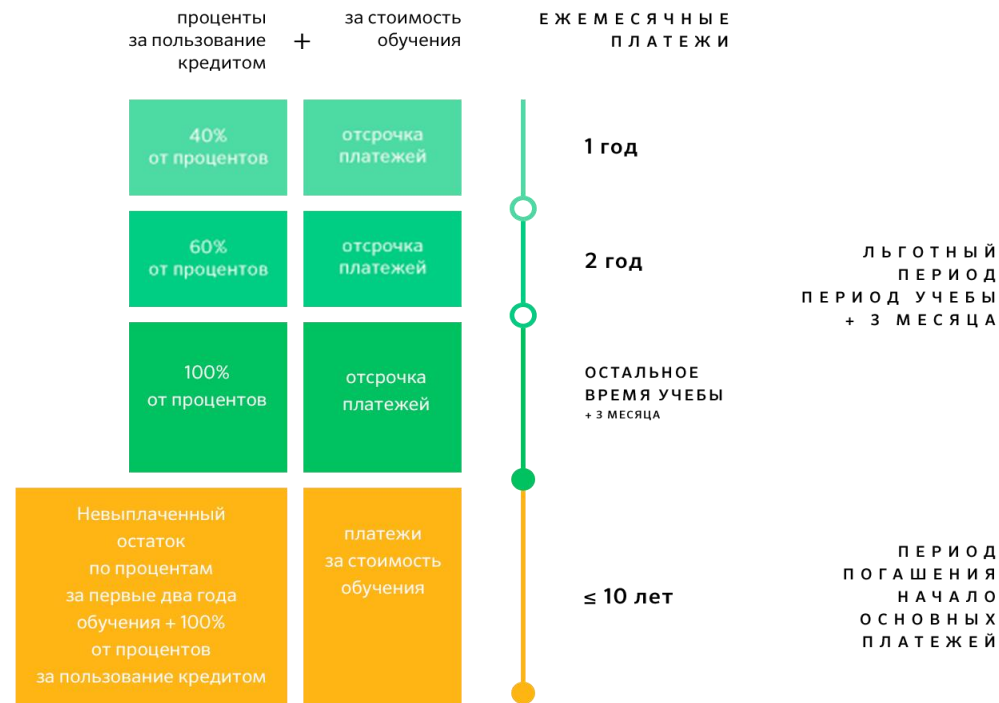 проценты
за пользование
кредитом
+
за стоимость
обучения
ЕЖЕМЕСЯЧНЫЕ
ПЛАТЕЖИ
40%
от процентов
отсрочка
платежей
1 год
60%
от процентов
отсрочка
платежей
2 год
ЛЬГОТНЫЙ
ПЕРИОД
ПЕРИОД УЧЕБЫ
+ 3 МЕСЯЦА
100%
от процентов
отсрочка
платежей
ОСТАЛЬНОЕ
ВРЕМЯ УЧЕБЫ
+ 3 МЕСЯЦА
Невыплаченный
остаток
по процентам
за первые два года
обучения + 100%
от процентов
за пользование кредитом
платежи
за стоимость
обучения
≤ 10 лет
ПЕРИОД
ПОГАШЕНИЯ
НАЧАЛО
ОСНОВНЫХ
ПЛАТЕЖЕЙ